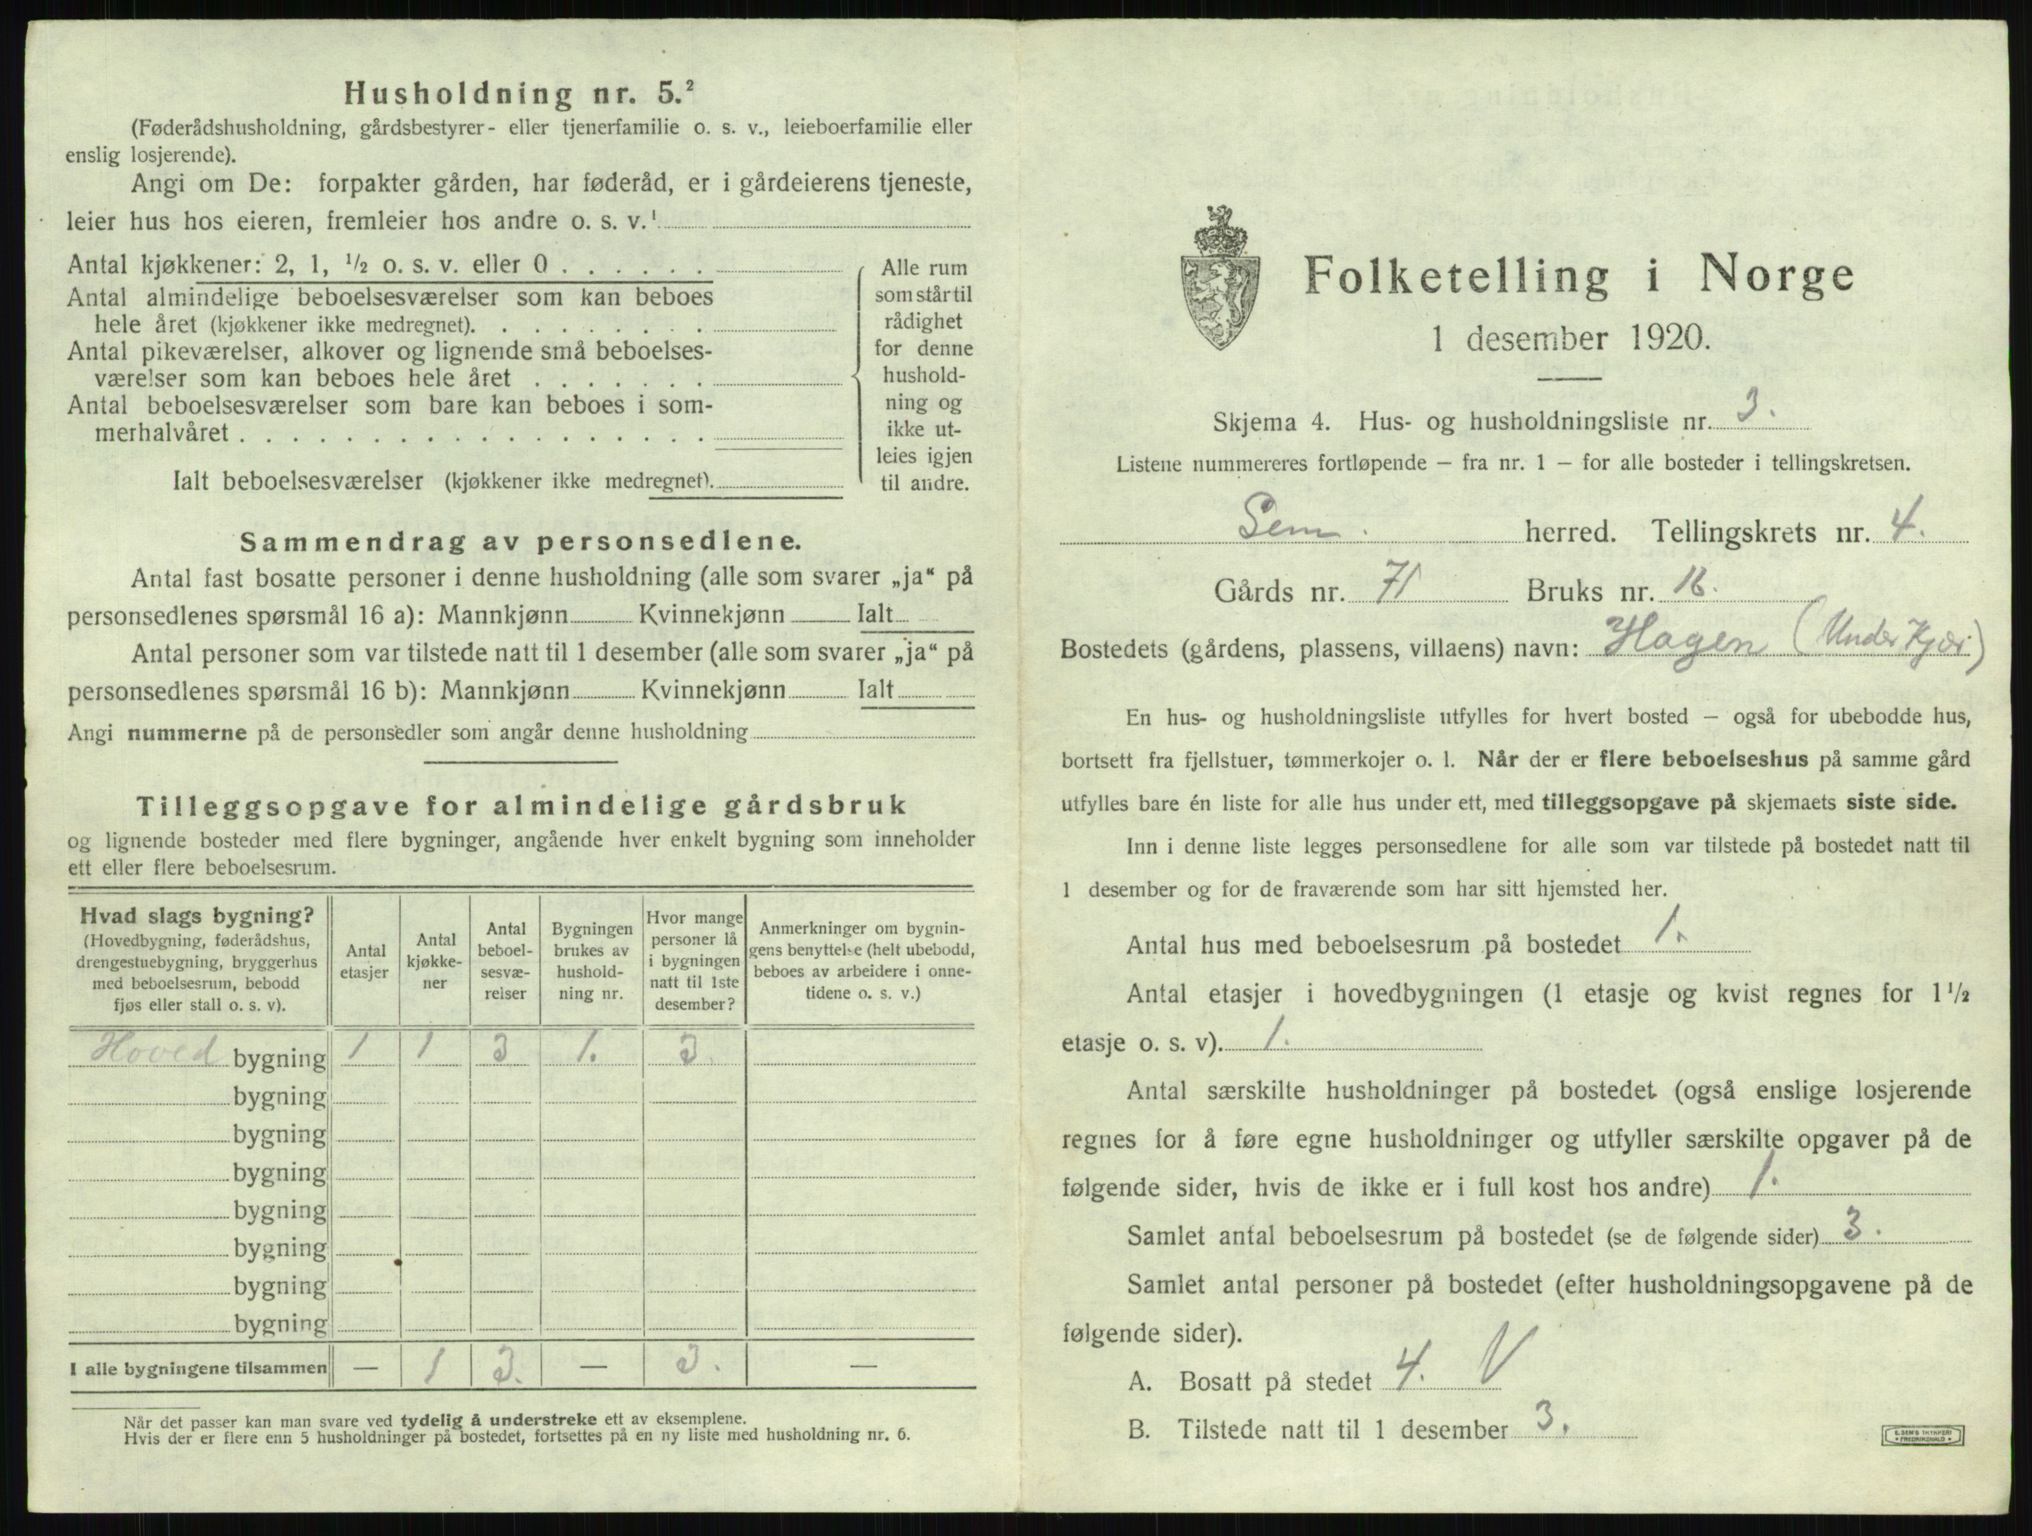 Husholdning nr. 5.²
(Føderådshusholdning, gårdsbestyrer- eller tjenerfamilie o. s. v., leieboerfamilie eller
enslig losjerende).
Angi om De: forpakter gården, har føderåd, er i gårdeierens tjeneste,
leier hus hos eieren, fremleier hos andre o. s. v.¹
Antal kjøkkener: 2, 1, ½ o. s. v. eller 0 . . . . . .
Antal almindelige beboelsesværelser som kan beboes
hele året (kjøkkener ikke medregnet). . . . . . . . .
Antal pikeværelser, alkover og lignende små beboelses-
værelser som kan beboes hele året . . . . . . .
Antal beboelsesværelser som bare kan beboes i som-
merhalvåret . . . . . . . . . . . . . . . . . .
Ialt beboelsesværelser (kjøkkener ikke medregnet).
Alle rum
som står til
rådighet
for denne
hushold-
ning og
ikke ut-
leies igjen
til andre.
Sammendrag av personsedlene.
Antal fast bosatte personer i denne husholdning (alle som svarer „ja“ på
personsedlenes spørsmål 16 a): Mannkjønn Kvinnekjønn Ialt
Antal personer som var tilstede natt til 1 desember (alle som svarer „ja“ på
personsedlenes spørsmål 16 b): Mannkjønn Kvinnekjønn Ialt
Angi nummerne på de personsedler som angår denne husholdning
Tilleggsopgave for almindelige gårdsbruk
og lignende bosteder med flere bygninger, angående hver enkelt bygning som inneholder
ett eller flere beboelsesrum.
Hvad slags bygning?
(Hovedbygning, føderådshus,
drengestuebygning, bryggerhus
med beboelsesrum, bebodd
fjøs eller stall o. s. v).
Antal
etasjer
Antal
kjøkke-
ner
Antal
beboel-
sesvæ-
relser
Bygningen
brukes av
hushold-
ning nr.
Hvor mange
personer lå
i bygningen
natt til 1ste
desember?
Anmerkninger om bygnin-
gens benyttelse (helt ubebodd,
beboes av arbeidere i onne-
tidene o. s. v.)
Hoved bygning 1 1 3 1. 3.
bygning
bygning
bygning
bygning
bygning
bygning
bygning
I alle bygningene tilsammen — 1 3. — 3. —
Når det passer kan man svare ved tydelig å understreke ett av eksemplene.
Hvis der er flere enn 5 husholdninger på bostedet, fortsettes på en ny liste med husholdning nr. 6.
Folketelling i Norge
1 desember 1920.
Skjema 4. Hus- og husholdningsliste nr. 3.
Listene nummereres fortløpende – fra nr. 1 – for alle bosteder i tellingskretsen.
Sem. herred. Tellingskrets nr. 4.
Gårds nr. 71 Bruks nr. 16.
Bostedets (gårdens, plassens, villaens) navn: Hagen (Under Kjær)
En hus- og husholdningsliste utfylles for hvert bosted – også for ubebodde hus,
bortsett fra fjellstuer, tømmerkojer o. l. Når der er flere beboelseshus på samme gård
utfylles bare én liste for alle hus under ett, med tilleggsopgave på skjemaets siste side.
Inn i denne liste legges personsedlene for alle som var tilstede på bostedet natt til
1 desember og for de fraværende som har sitt hjemsted her.
Antal hus med beboelsesrum på bostedet 1.
Antal etasjer i hovedbygningen (1 etasje og kvist regnes for 1½
etasje o. s. v). 1.
Antal særskilte husholdninger på bostedet (også enslige losjerende
regnes for å føre egne husholdninger og utfyller særskilte opgaver på de
følgende sider, hvis de ikke er i full kost hos andre) 1.
Samlet antal beboelsesrum på bostedet (se de følgende sider) 3.
Samlet antal personer på bostedet (efter husholdningsopgavene på de
følgende sider).
A. Bosatt på stedet 4. V
B. Tilstede natt til 1 desember 3.
E. SEM'S TRYKKERI
FREDRIKSHALD